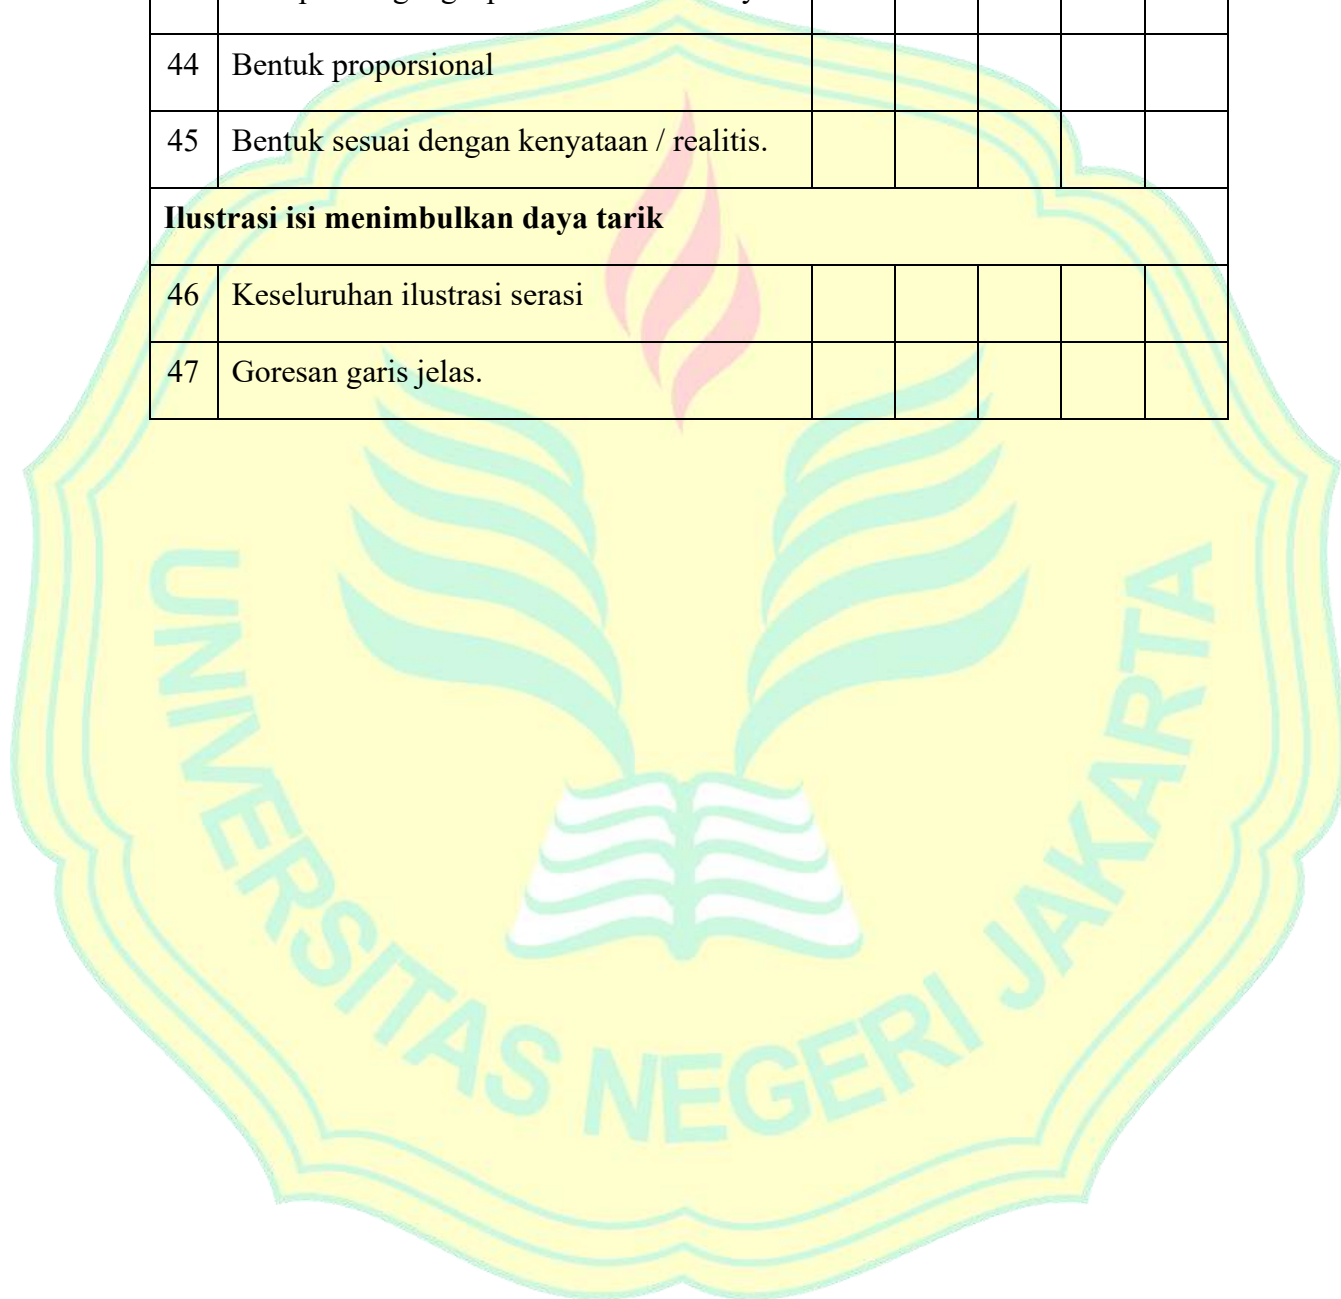 44 Bentuk proporsional
45 Bentuk sesuai dengan kenyataan / realitis.
Ilustrasi isi menimbulkan daya tarik
46 Keseluruhan ilustrasi serasi
47 Goresan garis jelas.
UNIVERSITAS NEGERI JAKARTA